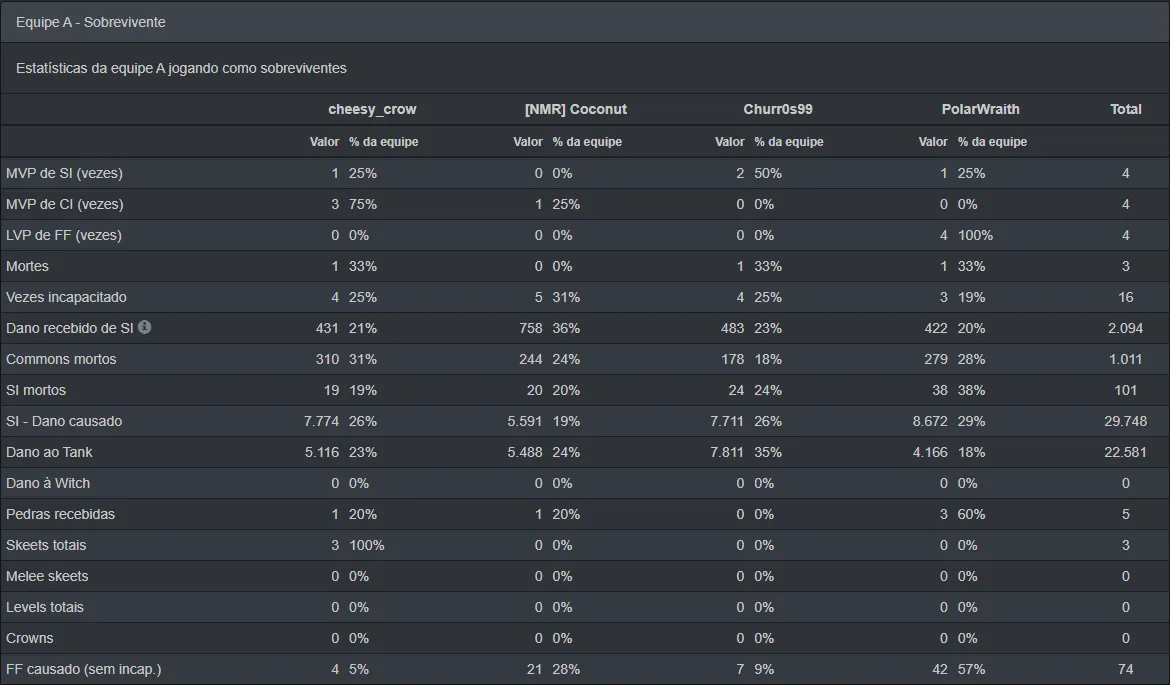 Equipe A - Sobrevivente
Estatísticas da equipe A jogando como sobreviventes
cheesy_crow [NMR] Coconut Churr0s99 PolarWraith Total
Valor % da equipe Valor % da equipe Valor % da equipe Valor % da equipe
MVP de SI (vezes) 1 25% 0 0% 2 50% 1 25% 4
MVP de CI (vezes) 3 75% 1 25% 0 0% 0 0% 4
LVP de FF (vezes) 0 0% 0 0% 0 0% 4 100% 4
Mortes 1 33% 0 0% 1 33% 1 33% 3
Vezes incapacitado 4 25% 5 31% 4 25% 3 19% 16
Dano recebido de SI 431 21% 758 36% 483 23% 422 20% 2.094
Commons mortos 310 31% 244 24% 178 18% 279 28% 1.011
SI mortos 19 19% 20 20% 24 24% 38 38% 101
SI - Dano causado 7.774 26% 5.591 19% 7.711 26% 8.672 29% 29.748
Dano ao Tank 5.116 23% 5.488 24% 7.811 35% 4.166 18% 22.581
Dano à Witch 0 0% 0 0% 0 0% 0 0% 0
Pedras recebidas 1 20% 1 20% 0 0% 3 60% 5
Skeets totais 3 100% 0 0% 0 0% 0 0% 3
Melee skeets 0 0% 0 0% 0 0% 0 0% 0
Levels totais 0 0% 0 0% 0 0% 0 0% 0
Crowns 0 0% 0 0% 0 0% 0 0% 0
FF causado (sem incap.) 4 5% 21 28% 7 9% 42 57% 74